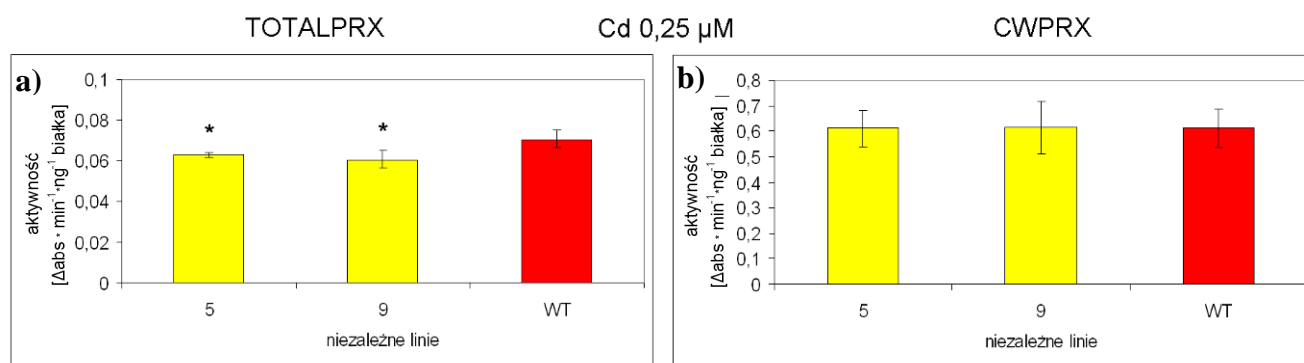 TOTALPRX Cd 0,25 µM CWPRX
a)
0,1
0,08
0,06
0,04
0,02
0
aktywność
[Δabs * min⁻¹*ng⁻¹ białka]
* *
5 9 WT
niezależne linie
b)
0,8
0,7
0,6
0,5
0,4
0,3
0,2
0,1
0
aktywność
[Δabs * min⁻¹*ng⁻¹ białka]
5 9 WT
niezależne linie